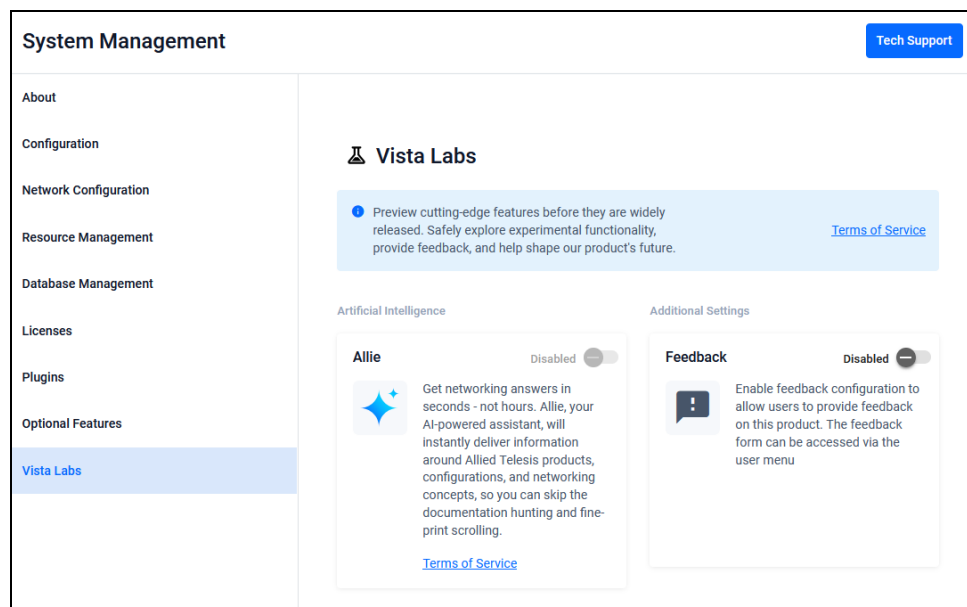 System Management
Tech Support
About
Configuration
Network Configuration
Resource Management
Database Management
Licenses
Plugins
Optional Features
Vista Labs
Vista Labs
Preview cutting-edge features before they are widely
released. Safely explore experimental functionality,
provide feedback, and help shape our product's future.
Terms of Service
Artificial Intelligence
Allie
Disabled
Get networking answers in
seconds - not hours. Allie, your
AI-powered assistant, will
instantly deliver information
around Allied Telesis products,
configurations, and networking
concepts, so you can skip the
documentation hunting and fine-
print scrolling.
Terms of Service
Additional Settings
Feedback
Disabled
Enable feedback configuration to
allow users to provide feedback
on this product. The feedback
form can be accessed via the
user menu